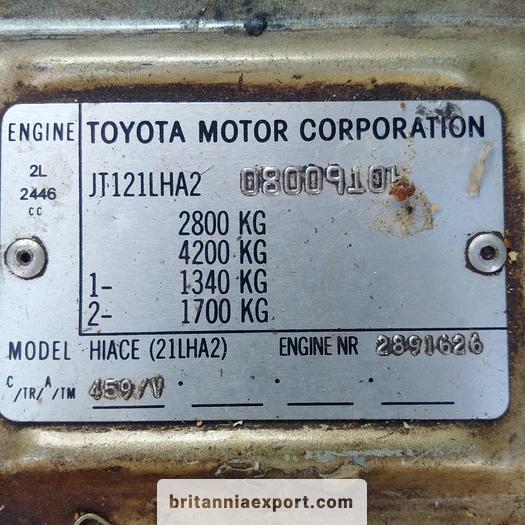 ENGINE TOYOTA MOTOR CORPORATION
2L
2446
CC
JT121LHA2
2800 KG
4200 KG
1- 1340 KG
2- 1700 KG
MODEL HIACE (21LHA2) ENGINE NR 2891626
C/TR/A/TM 459/V
britanniaexport.com